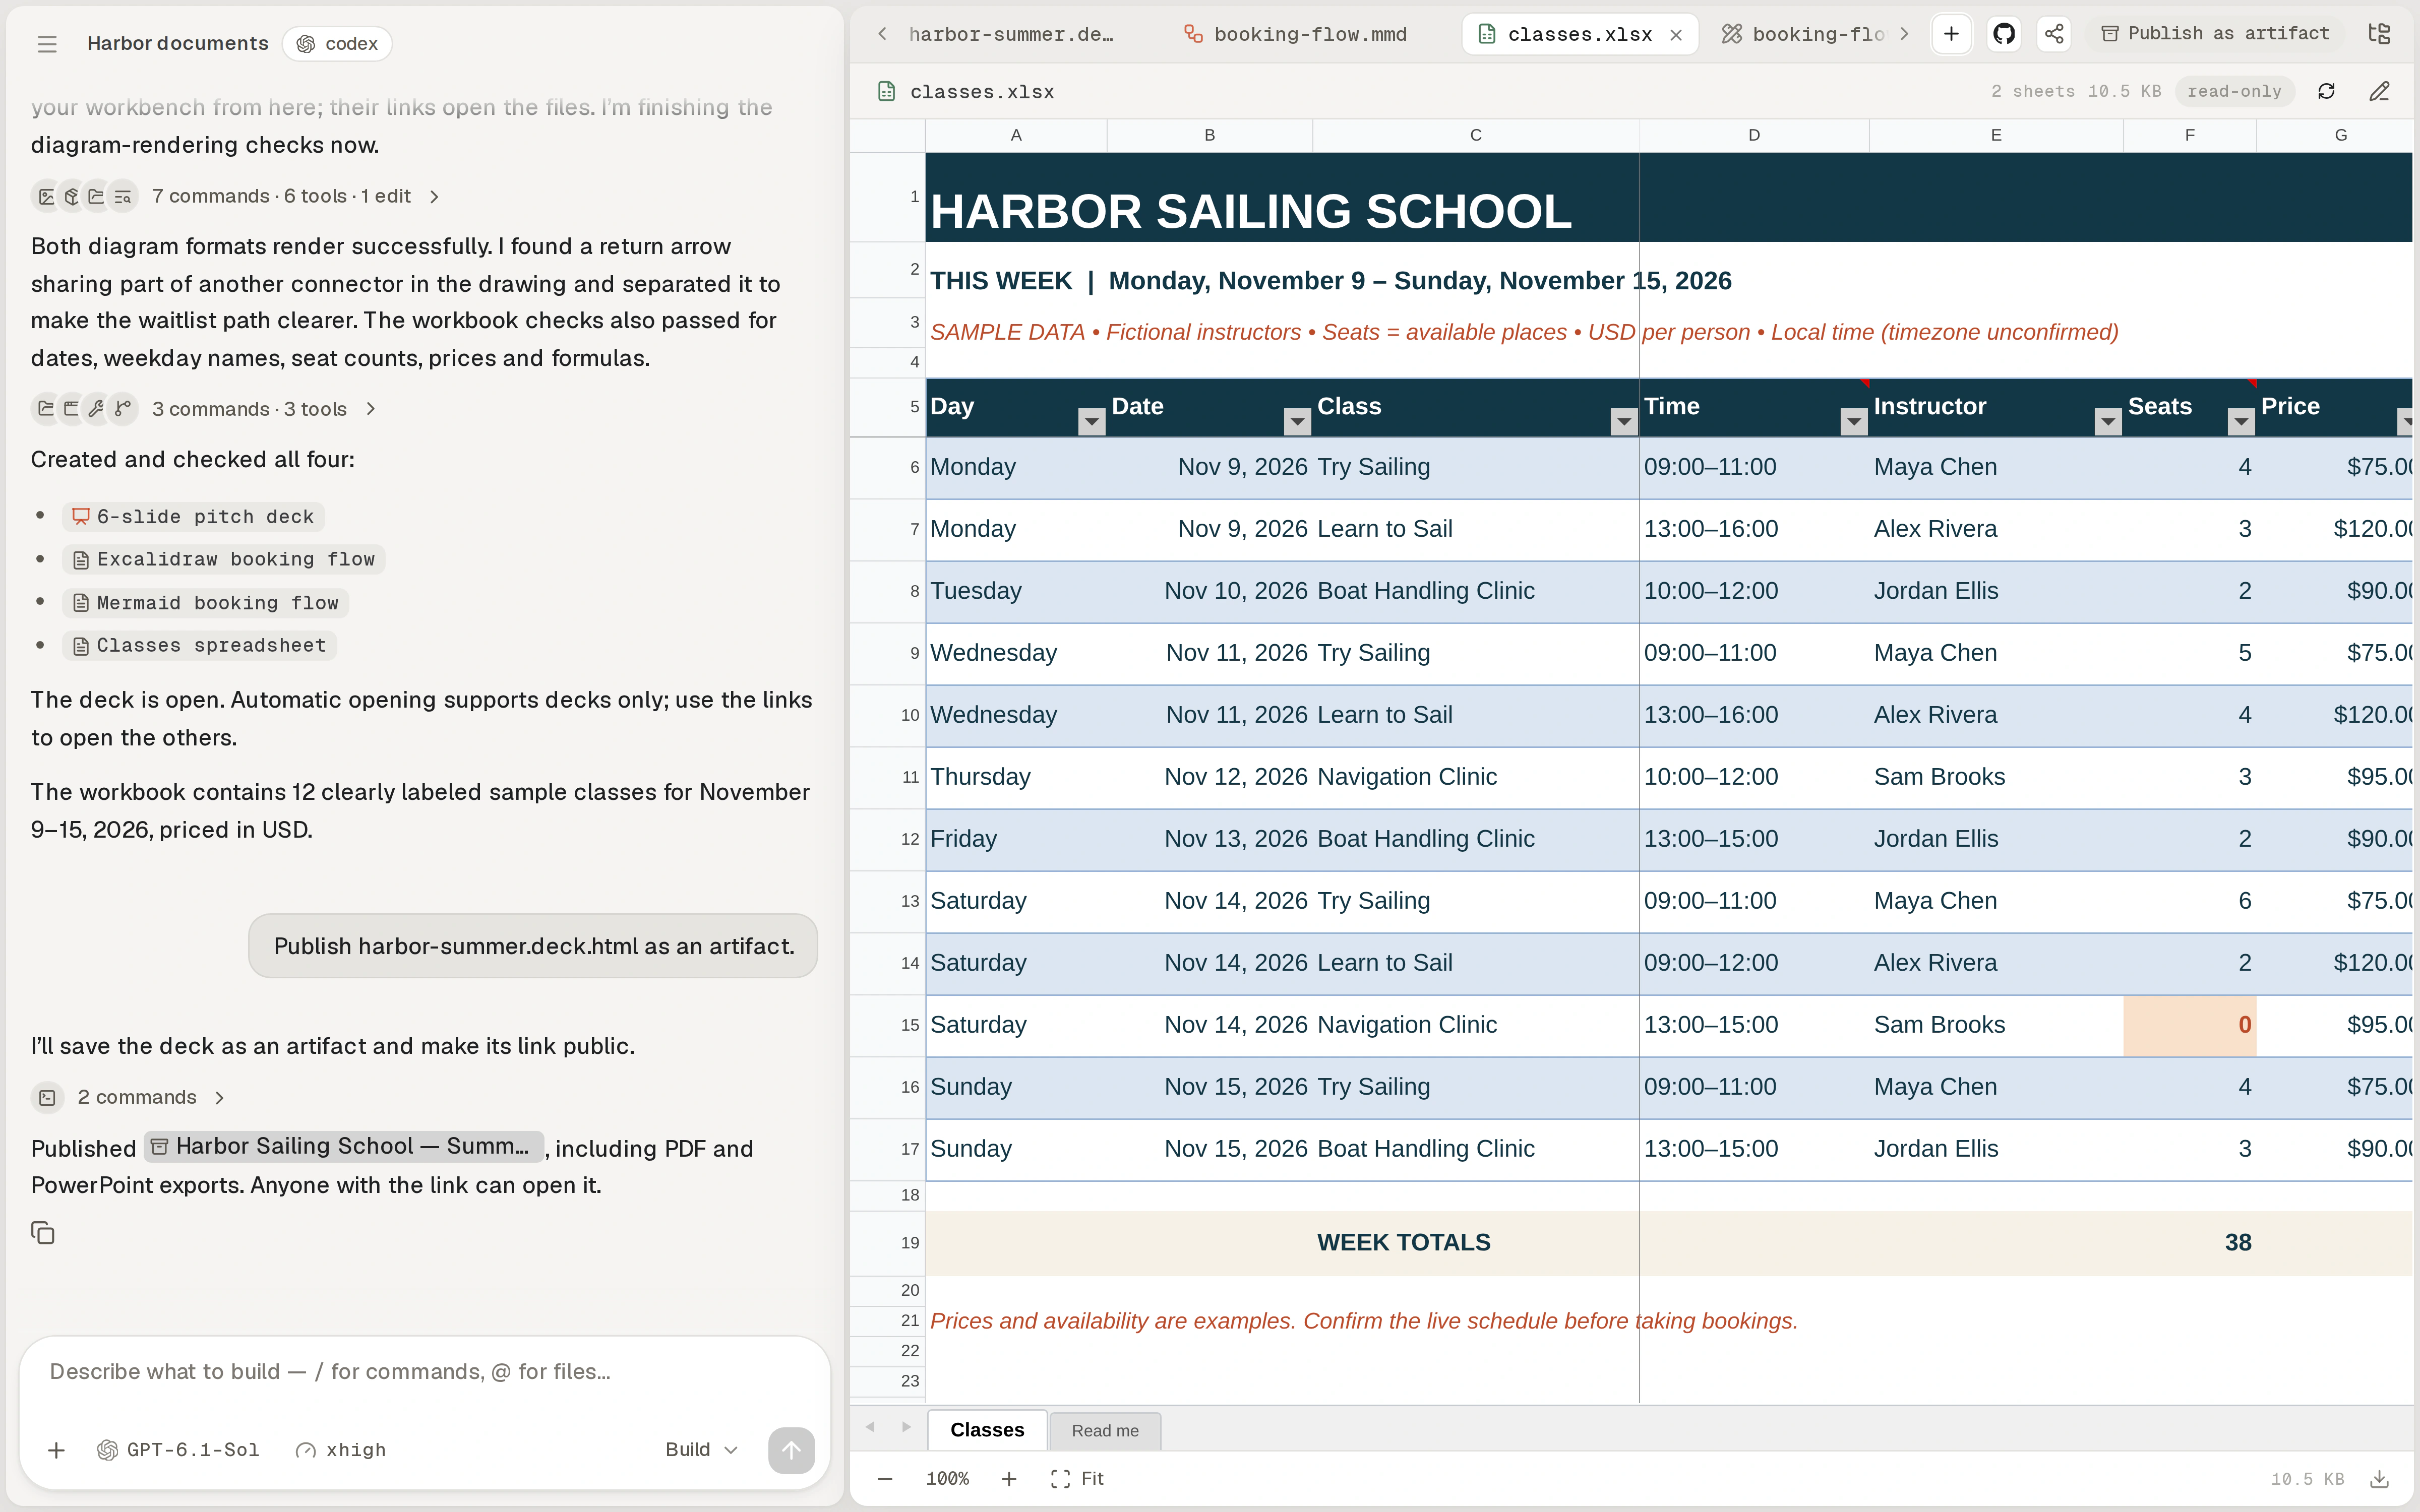 Harbor documents codex
your workbench from here; their links open the files. I'm finishing the
diagram-rendering checks now.
7 commands · 6 tools · 1 edit
Both diagram formats render successfully. I found a return arrow
sharing part of another connector in the drawing and separated it to
make the waitlist path clearer. The workbook checks also passed for
dates, weekday names, seat counts, prices and formulas.
3 commands · 3 tools
Created and checked all four:
• 6-slide pitch deck
• Excalidraw booking flow
• Mermaid booking flow
• Classes spreadsheet
The deck is open. Automatic opening supports decks only; use the links
to open the others.
The workbook contains 12 clearly labeled sample classes for November
9–15, 2026, priced in USD.
Publish harbor-summer.deck.html as an artifact.
I'll save the deck as an artifact and make its link public.
2 commands
Published Harbor Sailing School — Summ… , including PDF and
PowerPoint exports. Anyone with the link can open it.
Describe what to build — / for commands, @ for files…
GPT-6.1-Sol xhigh Build
harbor-summer.de… booking-flow.mmd classes.xlsx booking-flo Publish as artifact
classes.xlsx 2 sheets 10.5 KB read-only
A B C D E F G
1 HARBOR SAILING SCHOOL
2 THIS WEEK | Monday, November 9 – Sunday, November 15, 2026
3 SAMPLE DATA • Fictional instructors • Seats = available places • USD per person • Local time (timezone unconfirmed)
4
5 Day Date Class Time Instructor Seats Price
6 Monday Nov 9, 2026 Try Sailing 09:00–11:00 Maya Chen 4 $75.00
7 Monday Nov 9, 2026 Learn to Sail 13:00–16:00 Alex Rivera 3 $120.00
8 Tuesday Nov 10, 2026 Boat Handling Clinic 10:00–12:00 Jordan Ellis 2 $90.00
9 Wednesday Nov 11, 2026 Try Sailing 09:00–11:00 Maya Chen 5 $75.00
10 Wednesday Nov 11, 2026 Learn to Sail 13:00–16:00 Alex Rivera 4 $120.00
11 Thursday Nov 12, 2026 Navigation Clinic 10:00–12:00 Sam Brooks 3 $95.00
12 Friday Nov 13, 2026 Boat Handling Clinic 13:00–15:00 Jordan Ellis 2 $90.00
13 Saturday Nov 14, 2026 Try Sailing 09:00–11:00 Maya Chen 6 $75.00
14 Saturday Nov 14, 2026 Learn to Sail 09:00–12:00 Alex Rivera 2 $120.00
15 Saturday Nov 14, 2026 Navigation Clinic 13:00–15:00 Sam Brooks 0 $95.00
16 Sunday Nov 15, 2026 Try Sailing 09:00–11:00 Maya Chen 4 $75.00
17 Sunday Nov 15, 2026 Boat Handling Clinic 13:00–15:00 Jordan Ellis 3 $90.00
18
19 WEEK TOTALS 38
20
21 Prices and availability are examples. Confirm the live schedule before taking bookings.
22
23
Classes Read me
100% Fit 10.5 KB